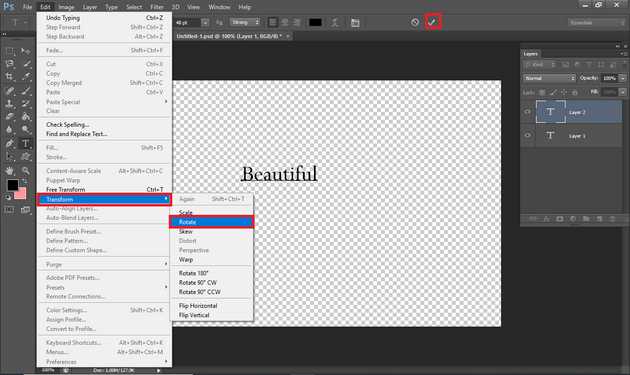 Ps File Edit Image Layer Type Select Filter 3D View Window Help
T 48 pt Strong Essentials
Untitled-1.psd @ 100% (Layer 1, RGB/8) * ×
Undo Typing Ctrl+Z
Step Forward Shift+Ctrl+Z
Step Backward Alt+Ctrl+Z
Fade... Shift+Ctrl+F
Cut Ctrl+X
Copy Ctrl+C
Copy Merged Shift+Ctrl+C
Paste Ctrl+V
Paste Special
Clear
Check Spelling...
Find and Replace Text...
Fill... Shift+F5
Stroke...
Content-Aware Scale Alt+Shift+Ctrl+C
Puppet Warp
Free Transform Ctrl+T
Transform
Auto-Align Layers...
Auto-Blend Layers...
Define Brush Preset...
Define Pattern...
Define Custom Shape...
Purge
Adobe PDF Presets...
Presets
Remote Connections...
Color Settings... Shift+Ctrl+K
Assign Profile...
Convert to Profile...
Keyboard Shortcuts... Alt+Shift+Ctrl+K
Menus... Alt+Shift+Ctrl+M
Preferences
Again Shift+Ctrl+T
Scale
Rotate
Skew
Distort
Perspective
Warp
Rotate 180°
Rotate 90° CW
Rotate 90° CCW
Flip Horizontal
Flip Vertical
Beautiful
Layers
Kind
Normal Opacity: 100%
Lock: Fill: 100%
T Layer 2
T Layer 1
100% Doc: 1.00M/127.9K